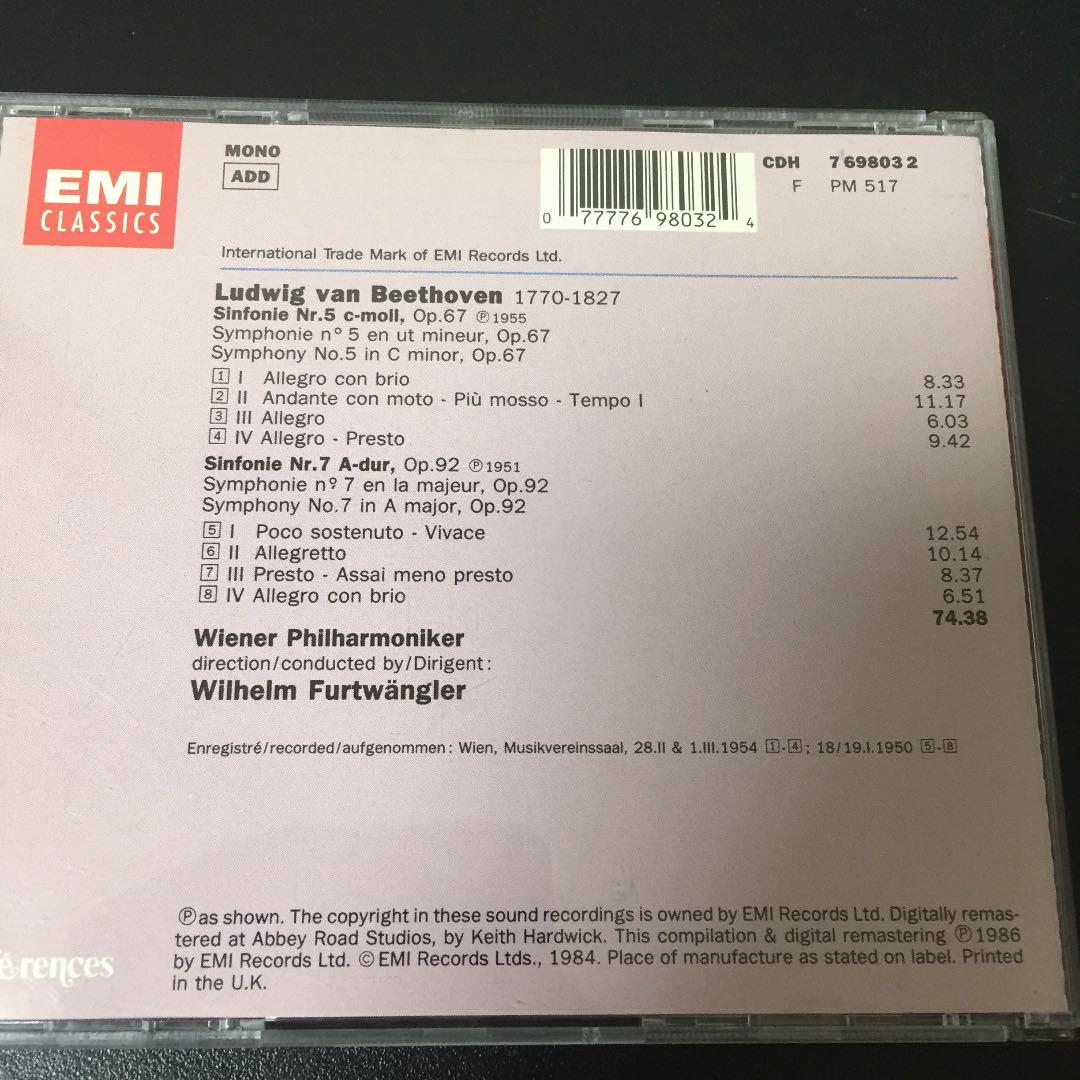 EMI
CLASSICS
MONO
ADD
0 77776 98032 4
CDH 7 69803 2
F PM 517
International Trade Mark of EMI Records Ltd.
Ludwig van Beethoven 1770-1827
Sinfonie Nr.5 c-moll, Op.67 ℗1955
Symphonie n° 5 en ut mineur, Op.67
Symphony No.5 in C minor, Op.67
1 I Allegro con brio 8.33
2 II Andante con moto - Più mosso - Tempo I 11.17
3 III Allegro 6.03
4 IV Allegro - Presto 9.42
Sinfonie Nr.7 A-dur, Op.92 ℗1951
Symphonie nº 7 en la majeur, Op.92
Symphony No.7 in A major, Op.92
5 I Poco sostenuto - Vivace 12.54
6 II Allegretto 10.14
7 III Presto - Assai meno presto 8.37
8 IV Allegro con brio 6.51
74.38
Wiener Philharmoniker
direction/conducted by/Dirigent:
Wilhelm Furtwängler
Enregistré/recorded/aufgenommen: Wien, Musikvereinssaal, 28.II & 1.III.1954 1-4; 18/19.I.1950 5-8
℗as shown. The copyright in these sound recordings is owned by EMI Records Ltd. Digitally remas-
tered at Abbey Road Studios, by Keith Hardwick. This compilation & digital remastering ℗1986
by EMI Records Ltd. ©EMI Records Ltds., 1984. Place of manufacture as stated on label. Printed
in the U.K.
érences